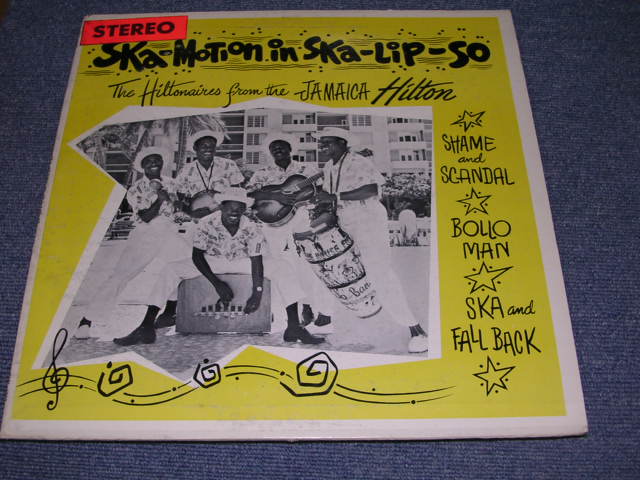 STEREO
SKa-MoTion in SKa-LiP-So
The Hiltonaires from the JAMAICA Hilton
SHAME
and
SCANDAL
BOLLO
MAN
SKA and
FALL BACK